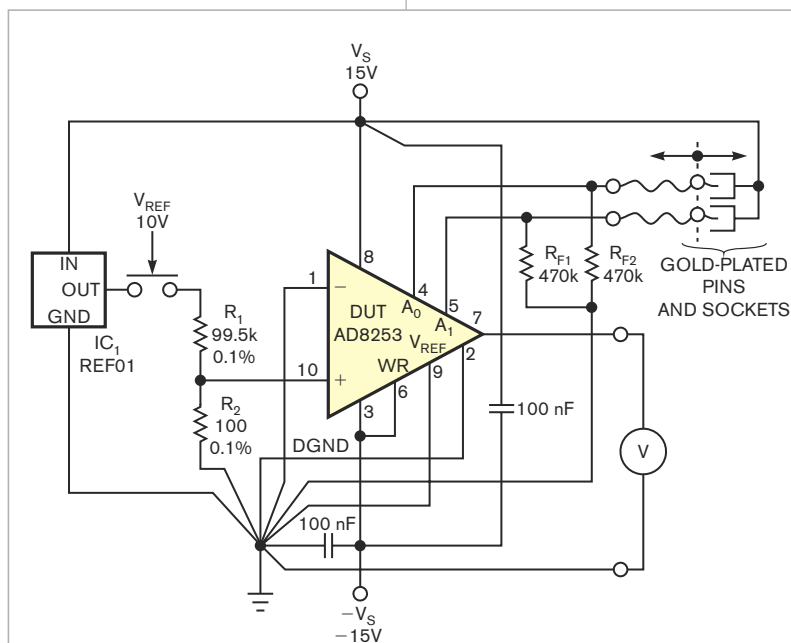 V_S
15V
V_REF
10V
IN
OUT
GND
IC_1
REF01
R_1
99.5k
0.1%
R_2
100
0.1%
1
10
8
−
+
DUT
AD8253
A_0
4
A_1
5
7
V_REF
2
WR
9
6
3
DGND
100 nF
100 nF
R_F1
470k
R_F2
470k
GOLD-PLATED
PINS
AND SOCKETS
V
−V_S
−15V